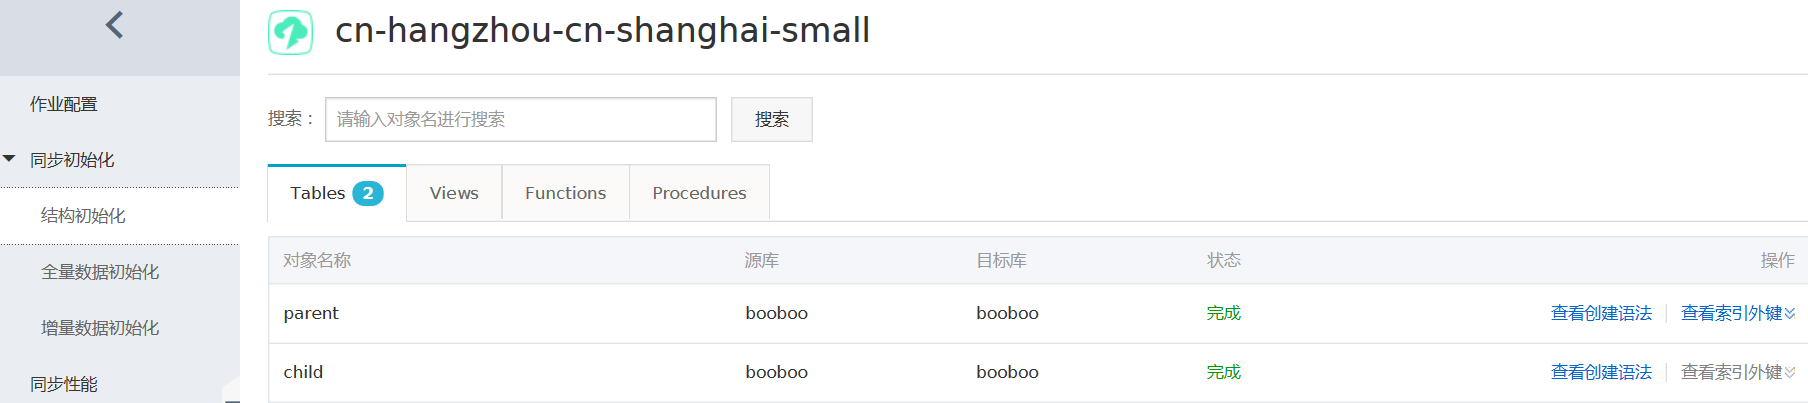 cn-hangzhou-cn-shanghai-small
作业配置
同步初始化
结构初始化
全量数据初始化
增量数据初始化
同步性能
搜索： 请输入对象名进行搜索 搜索
Tables 2 Views Functions Procedures
对象名称 源库 目标库 状态 操作
parent booboo booboo 完成 查看创建语法 查看索引外键
child booboo booboo 完成 查看创建语法 查看索引外键